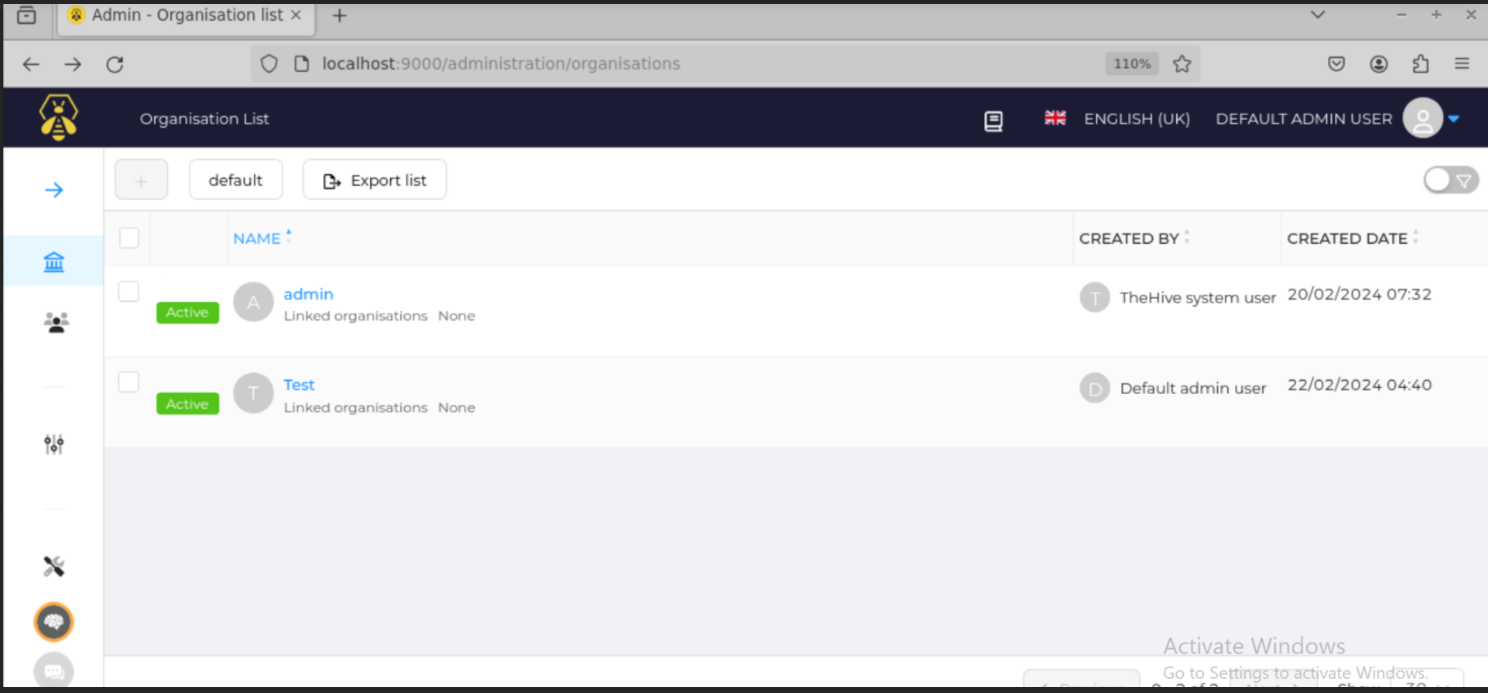 Admin - Organisation list
localhost:9000/administration/organisations
110%
Organisation List
ENGLISH (UK)
DEFAULT ADMIN USER
default
Export list
NAME
CREATED BY
CREATED DATE
Active
A
admin
Linked organisations None
T
TheHive system user
20/02/2024 07:32
Active
T
Test
Linked organisations None
D
Default admin user
22/02/2024 04:40
Activate Windows
Go to Settings to activate Windows.